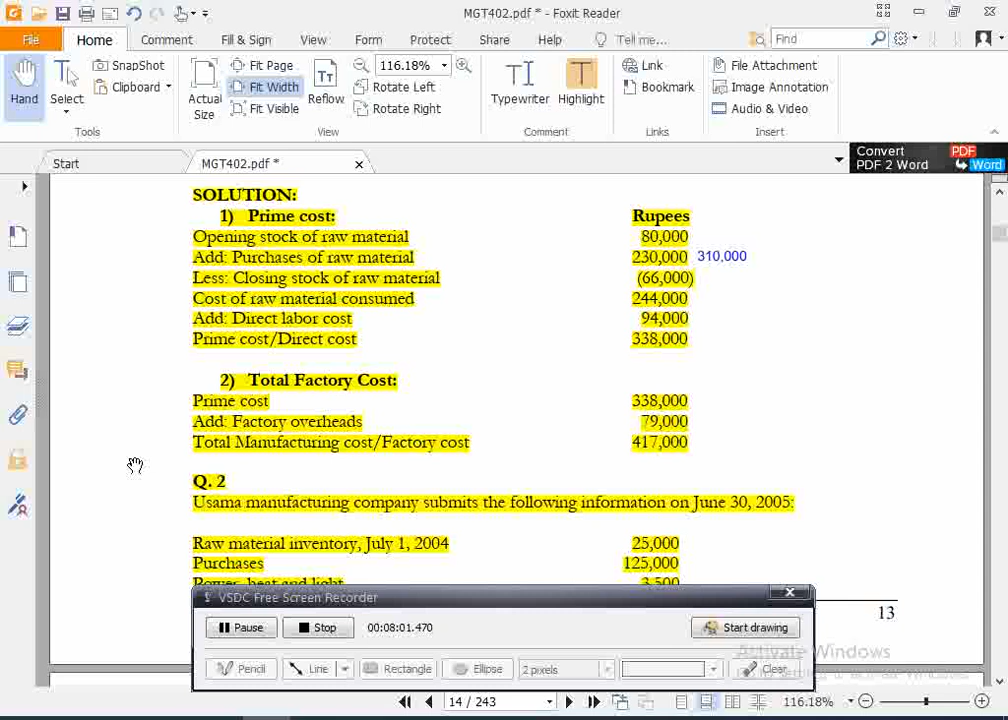 MGT402.pdf * - Foxit Reader
File Home Comment Fill & Sign View Form Protect Share Help Tell me... Find
Hand
Select
SnapShot
Clipboard
Tools
Actual Size
Fit Page
Fit Width
Fit Visible
Reflow
116.18%
Rotate Left
Rotate Right
View
Typewriter
Highlight
Comment
Link
Bookmark
Links
File Attachment
Image Annotation
Audio & Video
Insert
Start MGT402.pdf *
Convert PDF
PDF 2 Word Word
SOLUTION:
1) Prime cost: Rupees
Opening stock of raw material 80,000
Add: Purchases of raw material 230,000 310,000
Less: Closing stock of raw material (66,000)
Cost of raw material consumed 244,000
Add: Direct labor cost 94,000
Prime cost/Direct cost 338,000
2) Total Factory Cost:
Prime cost 338,000
Add: Factory overheads 79,000
Total Manufacturing cost/Factory cost 417,000
Q. 2
Usama manufacturing company submits the following information on June 30, 2005:
Raw material inventory, July 1, 2004 25,000
Purchases 125,000
Power, heat and light 3,500
VSDC Free Screen Recorder
13
Pause Stop 00:08:01.470 Start drawing
Activate Windows
Pencil Line Rectangle Ellipse 2 pixels Clear
14 / 243 116.18%